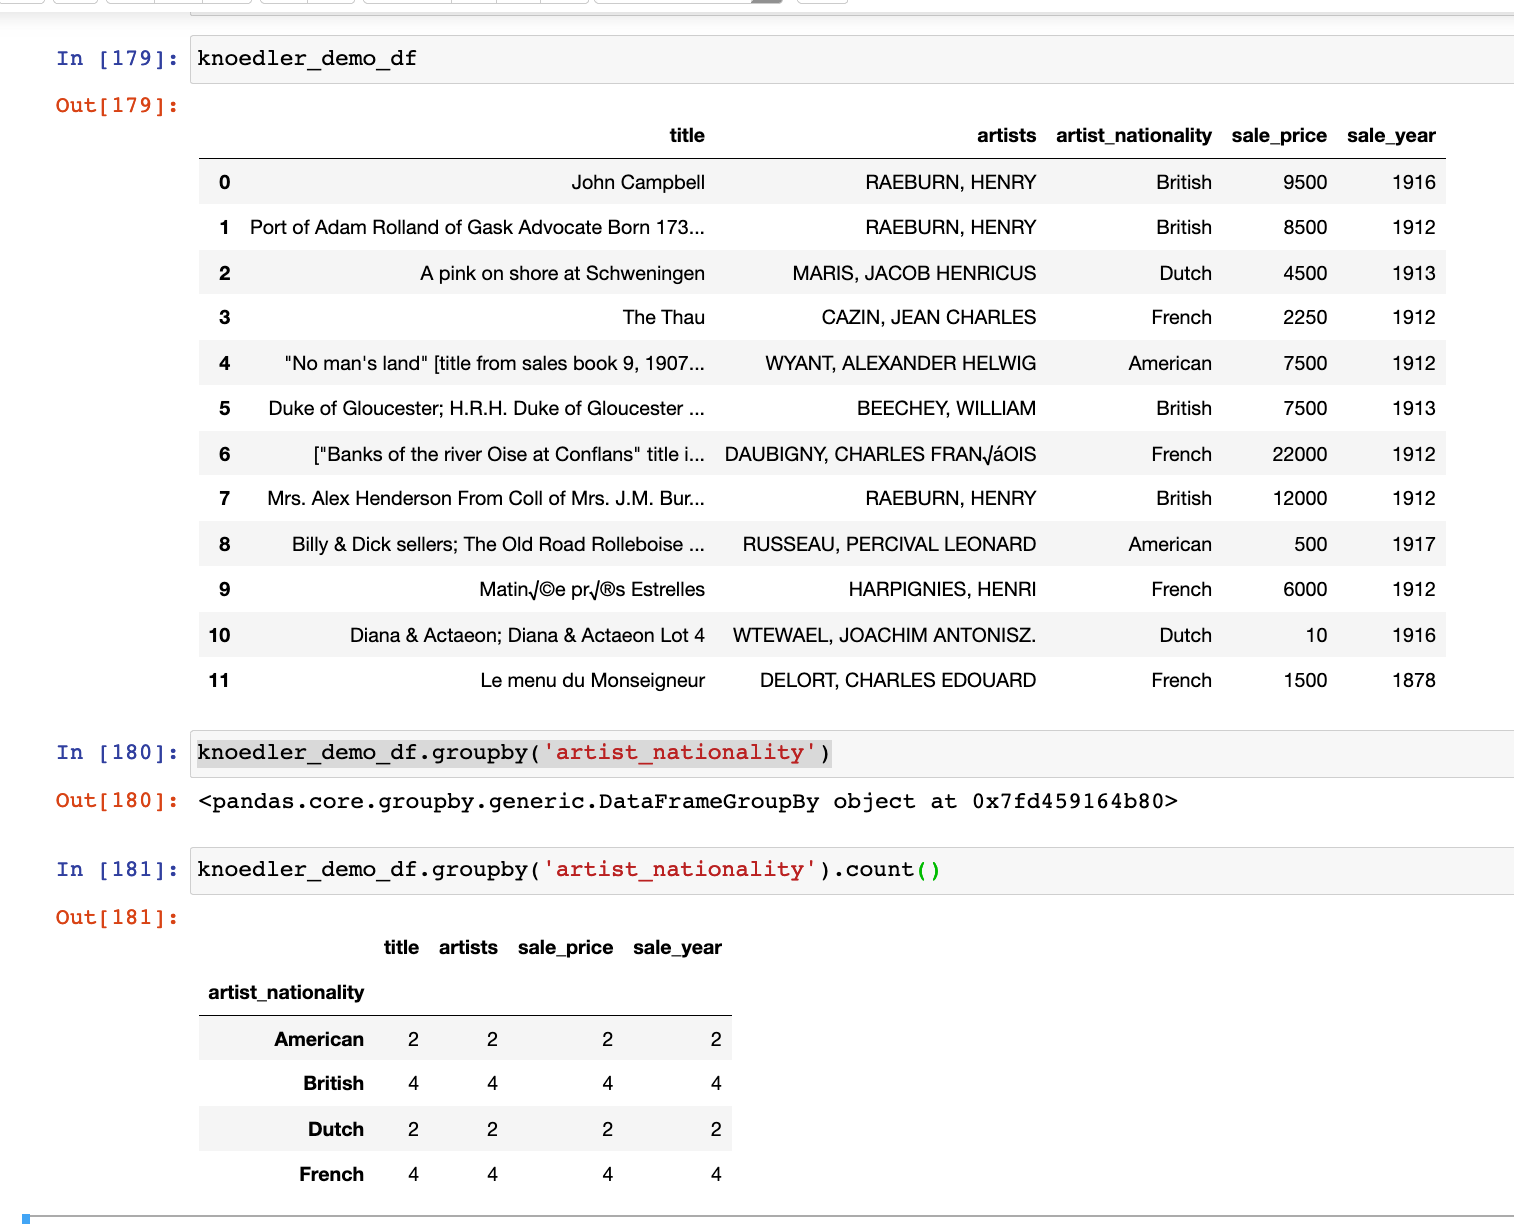 In [179]: knoedler_demo_df
Out[179]:
title artists artist_nationality sale_price sale_year
0 John Campbell RAEBURN, HENRY British 9500 1916
1 Port of Adam Rolland of Gask Advocate Born 173... RAEBURN, HENRY British 8500 1912
2 A pink on shore at Schweningen MARIS, JACOB HENRICUS Dutch 4500 1913
3 The Thau CAZIN, JEAN CHARLES French 2250 1912
4 "No man's land" [title from sales book 9, 1907... WYANT, ALEXANDER HELWIG American 7500 1912
5 Duke of Gloucester; H.R.H. Duke of Gloucester ... BEECHEY, WILLIAM British 7500 1913
6 ["Banks of the river Oise at Conflans" title i... DAUBIGNY, CHARLES FRAN√áOIS French 22000 1912
7 Mrs. Alex Henderson From Coll of Mrs. J.M. Bur... RAEBURN, HENRY British 12000 1912
8 Billy & Dick sellers; The Old Road Rolleboise ... RUSSEAU, PERCIVAL LEONARD American 500 1917
9 Matin√©e pr√®s Estrelles HARPIGNIES, HENRI French 6000 1912
10 Diana & Actaeon; Diana & Actaeon Lot 4 WTEWAEL, JOACHIM ANTONISZ. Dutch 10 1916
11 Le menu du Monseigneur DELORT, CHARLES EDOUARD French 1500 1878
In [180]: knoedler_demo_df.groupby('artist_nationality')
Out[180]: <pandas.core.groupby.generic.DataFrameGroupBy object at 0x7fd459164b80>
In [181]: knoedler_demo_df.groupby('artist_nationality').count()
Out[181]:
title artists sale_price sale_year
artist_nationality
American 2 2 2 2
British 4 4 4 4
Dutch 2 2 2 2
French 4 4 4 4